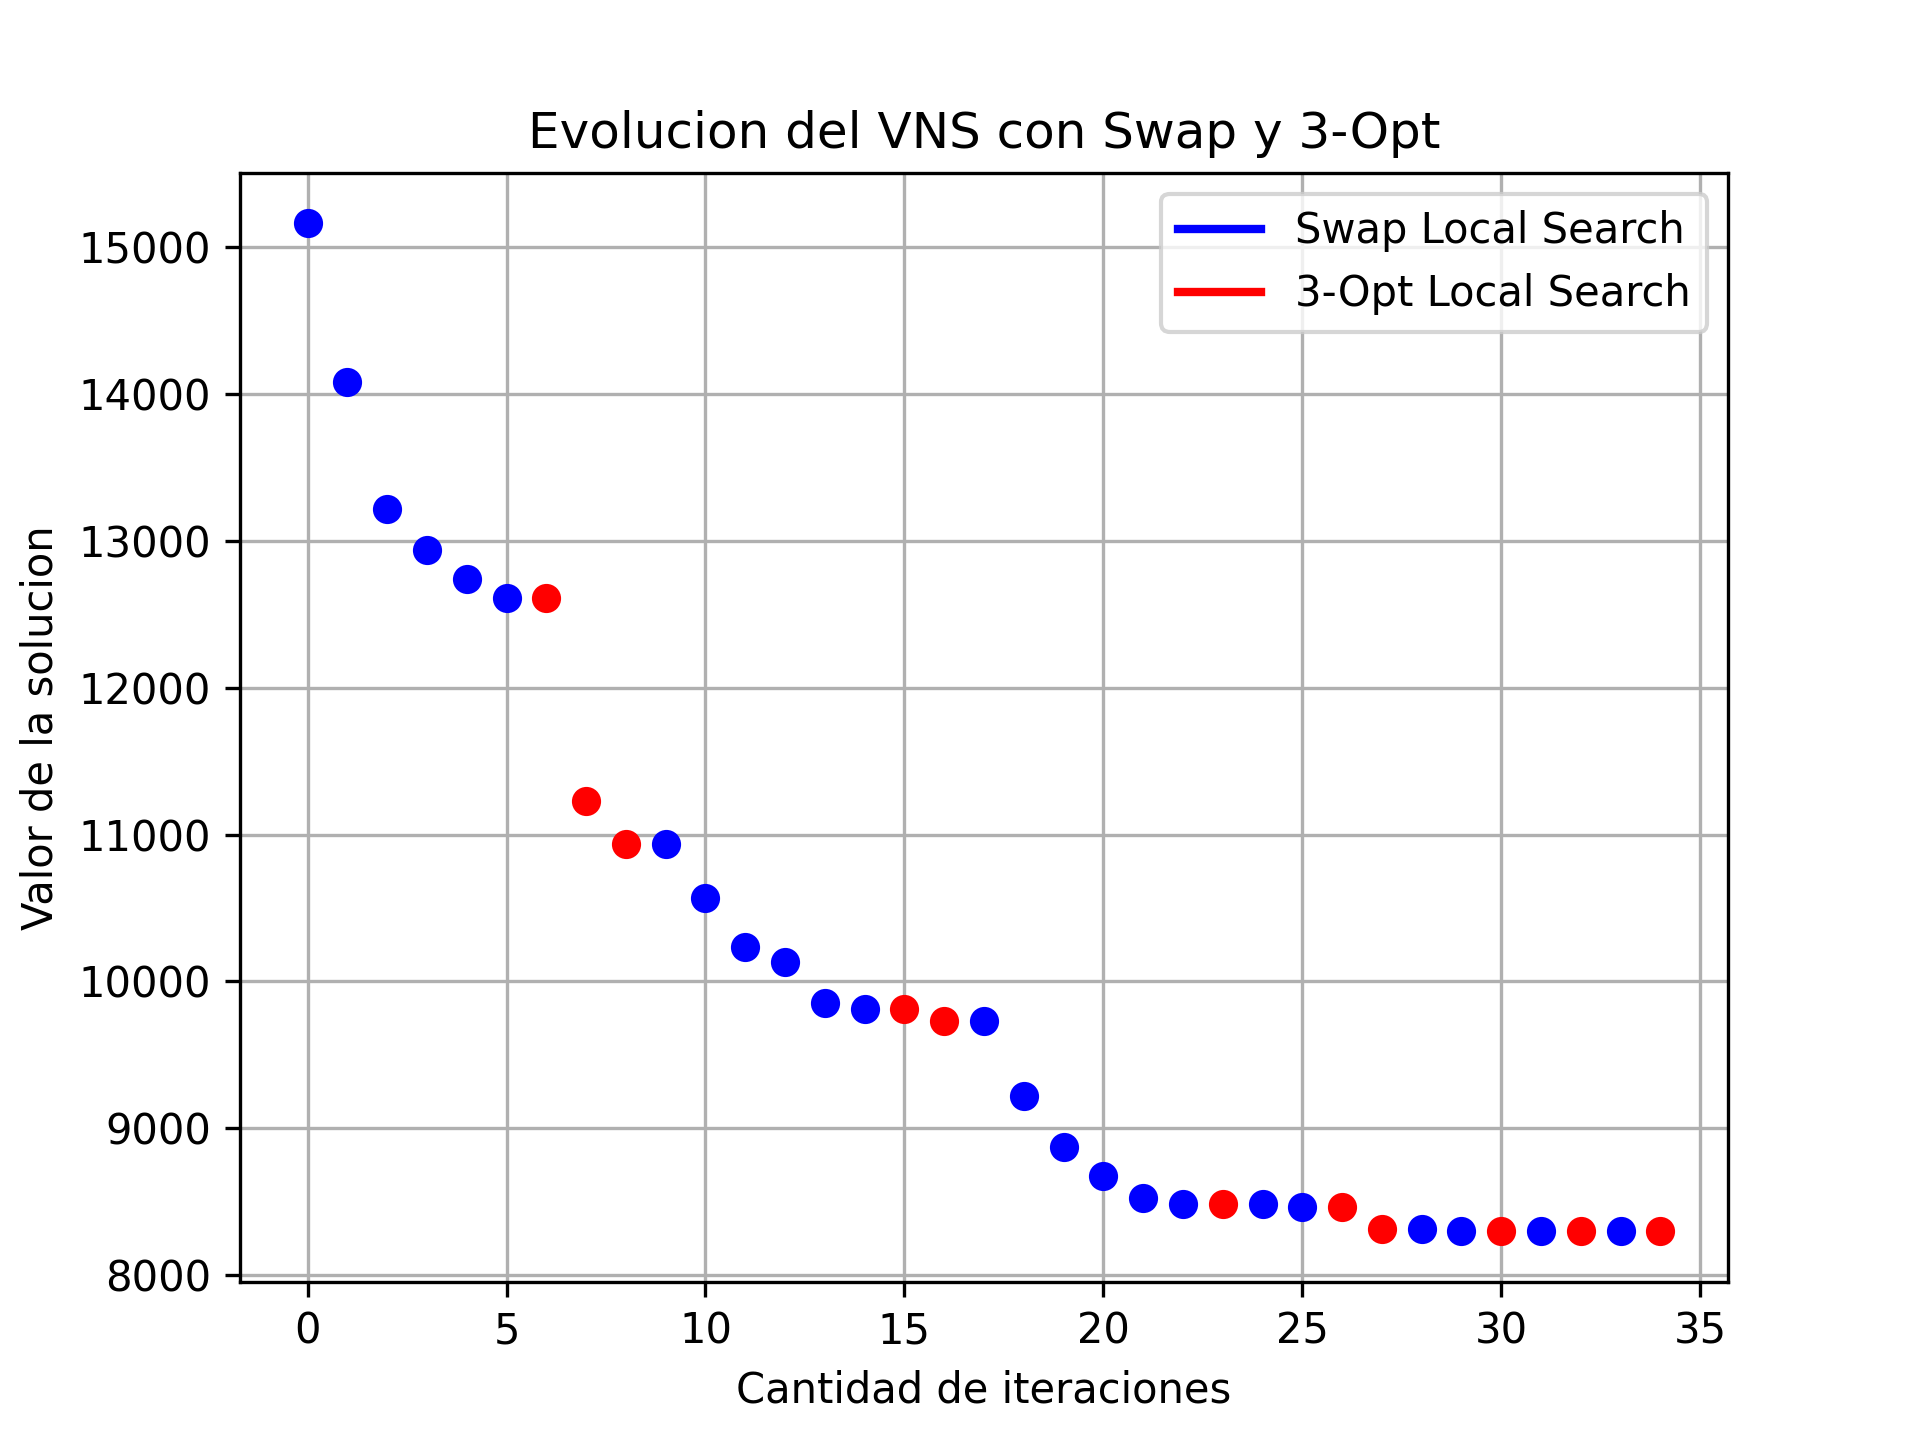 Evolucion del VNS con Swap y 3-Opt
Swap Local Search
3-Opt Local Search
Valor de la solucion
15000
14000
13000
12000
11000
10000
9000
8000
0 5 10 15 20 25 30 35
Cantidad de iteraciones